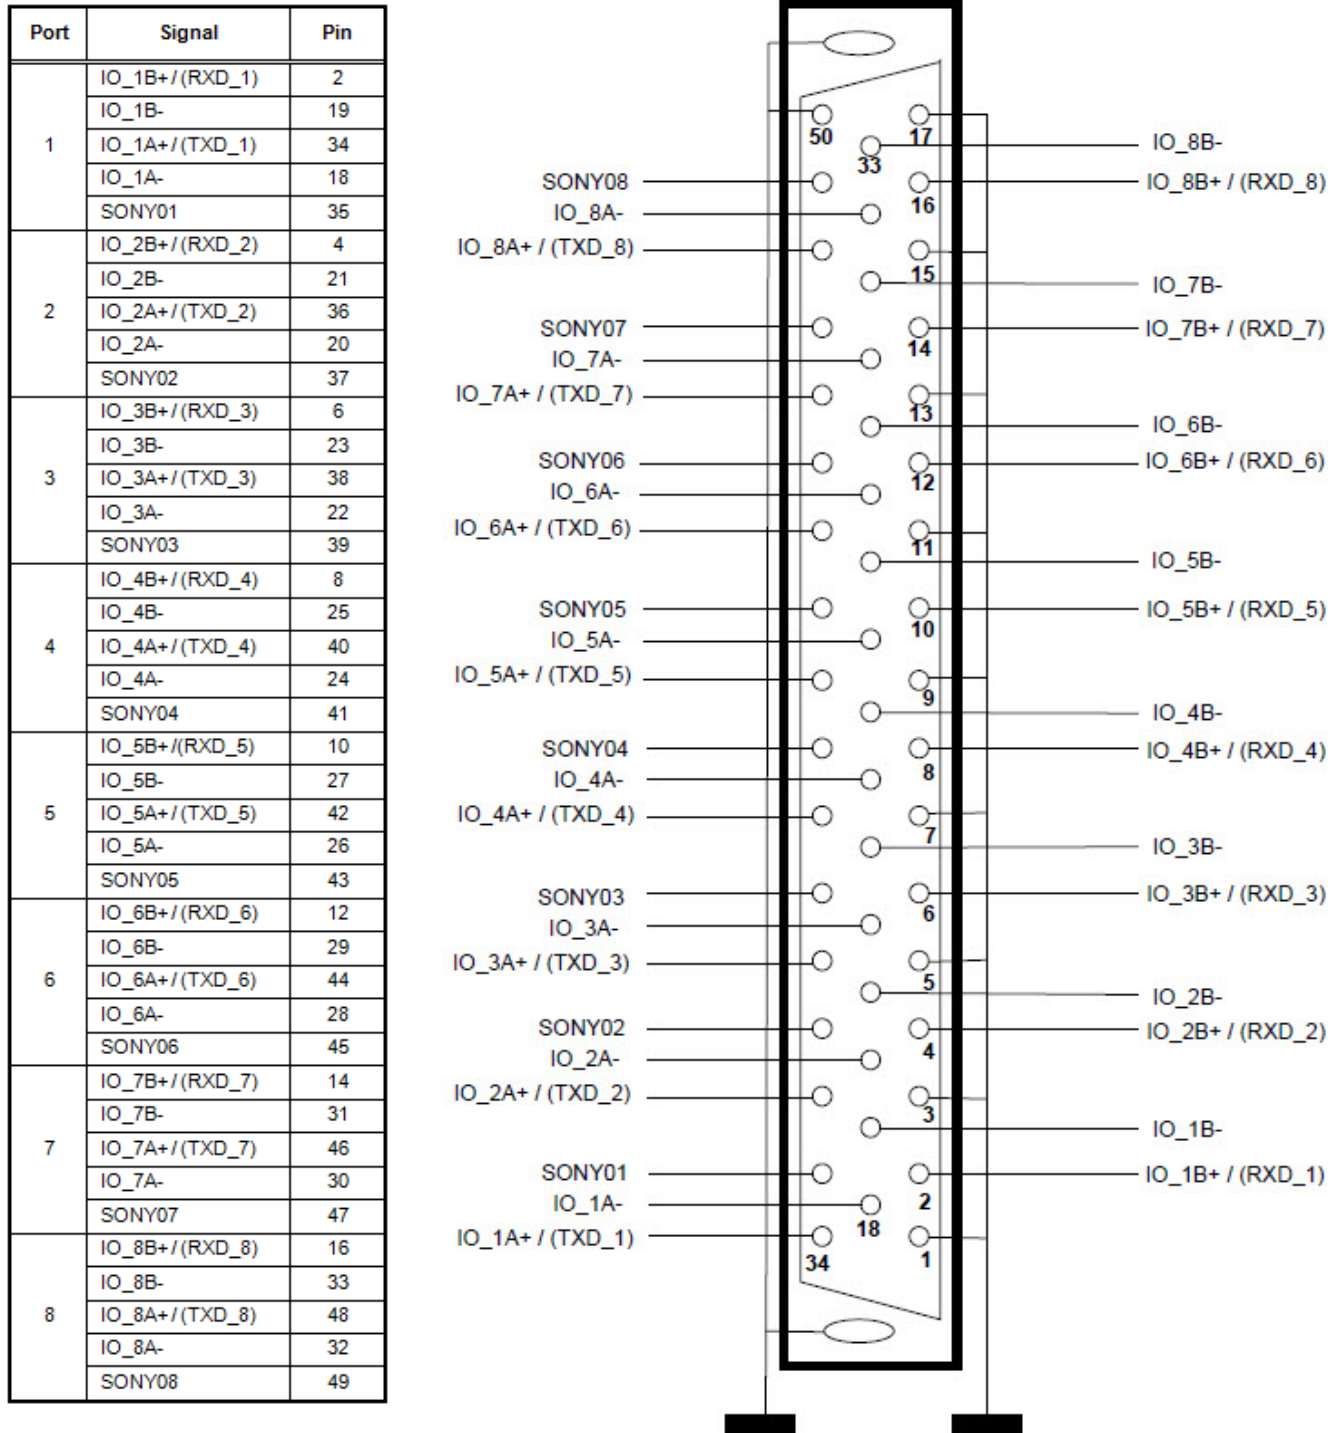 Port Signal Pin
1
IO_1B+/(RXD_1) 2
IO_1B- 19
IO_1A+/(TXD_1) 34
IO_1A- 18
SONY01 35
2
IO_2B+/(RXD_2) 4
IO_2B- 21
IO_2A+/(TXD_2) 36
IO_2A- 20
SONY02 37
3
IO_3B+/(RXD_3) 6
IO_3B- 23
IO_3A+/(TXD_3) 38
IO_3A- 22
SONY03 39
4
IO_4B+/(RXD_4) 8
IO_4B- 25
IO_4A+/(TXD_4) 40
IO_4A- 24
SONY04 41
5
IO_5B+/(RXD_5) 10
IO_5B- 27
IO_5A+/(TXD_5) 42
IO_5A- 26
SONY05 43
6
IO_6B+/(RXD_6) 12
IO_6B- 29
IO_6A+/(TXD_6) 44
IO_6A- 28
SONY06 45
7
IO_7B+/(RXD_7) 14
IO_7B- 31
IO_7A+/(TXD_7) 46
IO_7A- 30
SONY07 47
8
IO_8B+/(RXD_8) 16
IO_8B- 33
IO_8A+/(TXD_8) 48
IO_8A- 32
SONY08 49
SONY08
IO_8A-
IO_8A+ / (TXD_8)
SONY07
IO_7A-
IO_7A+ / (TXD_7)
SONY06
IO_6A-
IO_6A+ / (TXD_6)
SONY05
IO_5A-
IO_5A+ / (TXD_5)
SONY04
IO_4A-
IO_4A+ / (TXD_4)
SONY03
IO_3A-
IO_3A+ / (TXD_3)
SONY02
IO_2A-
IO_2A+ / (TXD_2)
SONY01
IO_1A-
IO_1A+ / (TXD_1)
50
33
17
16
15
14
13
12
11
10
9
8
7
6
5
4
3
2
18
34
1
IO_8B-
IO_8B+ / (RXD_8)
IO_7B-
IO_7B+ / (RXD_7)
IO_6B-
IO_6B+ / (RXD_6)
IO_5B-
IO_5B+ / (RXD_5)
IO_4B-
IO_4B+ / (RXD_4)
IO_3B-
IO_3B+ / (RXD_3)
IO_2B-
IO_2B+ / (RXD_2)
IO_1B-
IO_1B+ / (RXD_1)